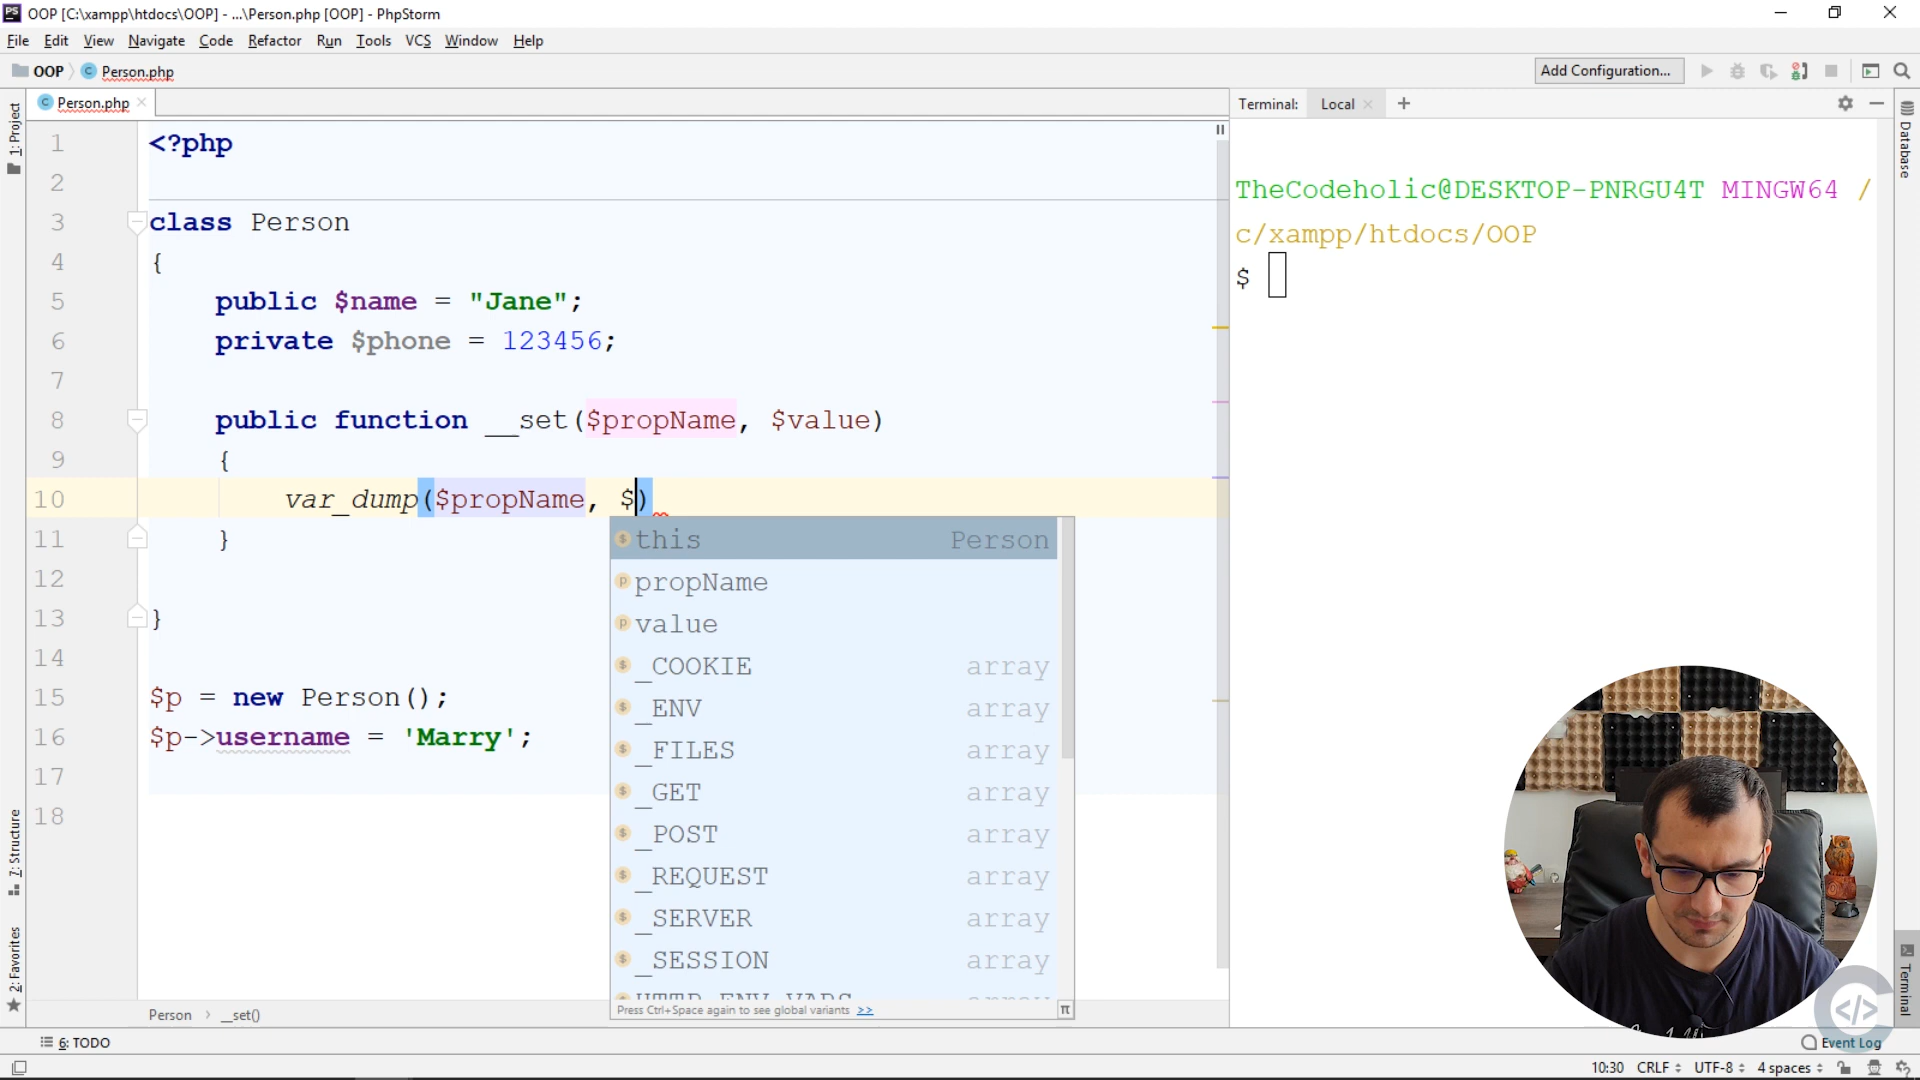 OOP [C:\xampp\htdocs\OOP] - ...\Person.php [OOP] - PhpStorm
File Edit View Navigate Code Refactor Run Tools VCS Window Help
OOP Person.php Add Configuration...
Person.php
Terminal: Local +
1: Project
Database
1 <?php
2
3 class Person
4 {
5 public $name = "Jane";
6 private $phone = 123456;
7
8 public function __set($propName, $value)
9 {
10 var_dump($propName, $)
11 }
12
13 }
14
15 $p = new Person();
16 $p->username = 'Marry';
17
18
this Person
propName
value
_COOKIE array
_ENV array
_FILES array
_GET array
_POST array
_REQUEST array
_SERVER array
_SESSION array
Press Ctrl+Space again to see global variants >>
π
TheCodeholic@DESKTOP-PNRGU4T MINGW64 /
c/xampp/htdocs/OOP
$
7: Structure
2: Favorites
Terminal
Person › __set()
6: TODO
Event Log
10:30 CRLF UTF-8 4 spaces